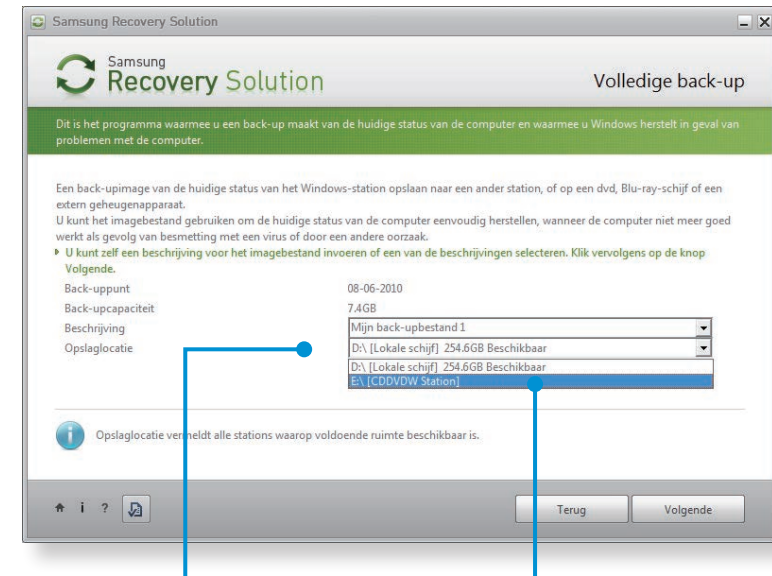 Samsung Recovery Solution
Samsung
Recovery Solution
Volledige back-up
Dit is het programma waarmee u een back-up maakt van de huidige status van de computer en waarmee u Windows herstelt in geval van
problemen met de computer.
Een back-upimage van de huidige status van het Windows-station opslaan naar een ander station, of op een dvd, Blu-ray-schijf of een
extern geheugenapparaat.
U kunt het imagebestand gebruiken om de huidige status van de computer eenvoudig herstellen, wanneer de computer niet meer goed
werkt als gevolg van besmetting met een virus of door een andere oorzaak.
U kunt zelf een beschrijving voor het imagebestand invoeren of een van de beschrijvingen selecteren. Klik vervolgens op de knop
Volgende.
Back-uppunt 08-06-2010
Back-upcapaciteit 7.4GB
Beschrijving Mijn back-upbestand 1
Opslaglocatie D:\ [Lokale schijf] 254.6GB Beschikbaar
D:\ [Lokale schijf] 254.6GB Beschikbaar
E:\ [CDDVDW Station]
Opslaglocatie vermeldt alle stations waarop voldoende ruimte beschikbaar is.
i ? Terug Volgende